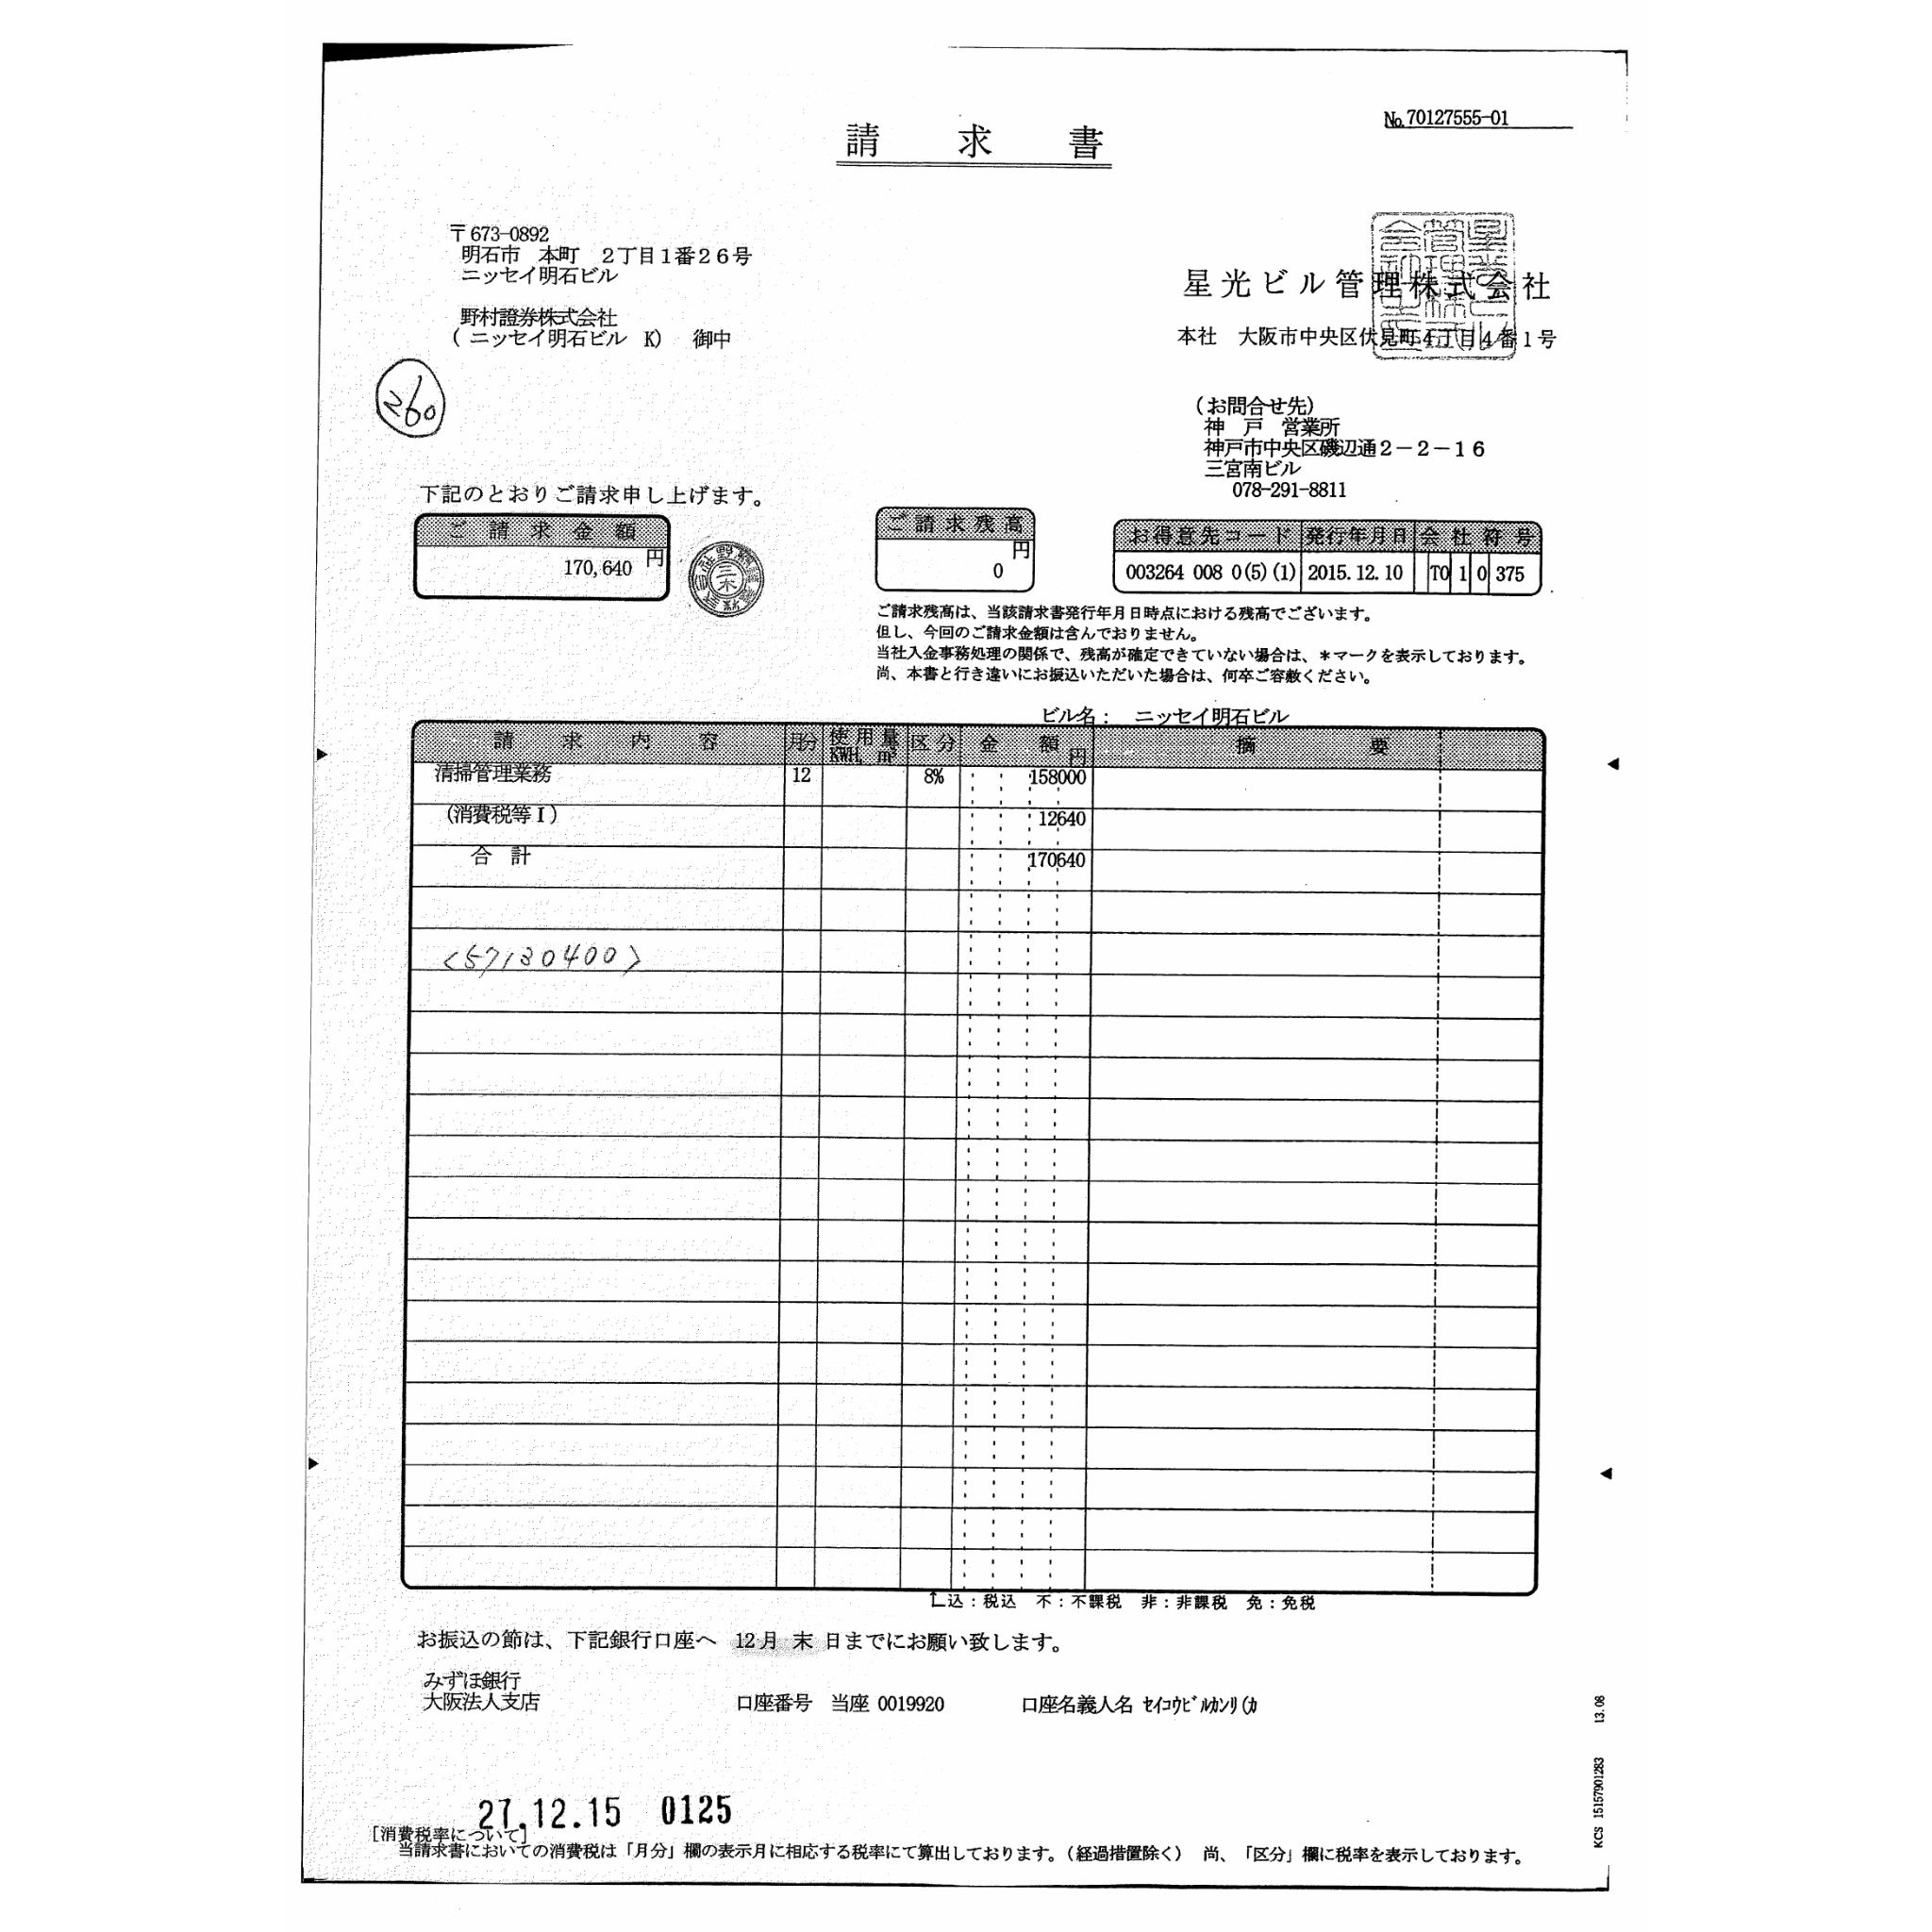 No.70127555-01
請求書
〒673-0892
明石市 本町 2丁目1番26号
ニッセイ明石ビル
野村證券株式会社
( ニッセイ明石ビル K) 御中
260
星光ビル管理株式会社
本社 大阪市中央区伏見町4丁目4番1号
(お問合せ先)
神戸 営業所
神戸市中央区磯辺通2-2-16
三宮南ビル
078-291-8811
下記のとおりご請求申し上げます。
ご請求金額
170,640 円
ご請求残高
0 円
お得意先コード 発行年月日 会社符号
003264 008 0(5)(1) 2015.12.10 T0 1 0 375
ご請求残高は、当該請求書発行年月日時点における残高でございます。
但し、今回のご請求金額は含んでおりません。
当社入金事務処理の関係で、残高が確定できていない場合は、*マークを表示しております。
尚、本書と行き違いにお振込いただいた場合は、何卒ご容赦ください。
ビル名: ニッセイ明石ビル
請求内容 月分 使用量 KWH, m³ 区分 金額 円 摘要
清掃管理業務 12 8% 158000
(消費税等I) 12640
合計 170640
<57130400>
込:税込 不:不課税 非:非課税 免:免税
お振込の節は、下記銀行口座へ 12月 末 日までにお願い致します。
みずほ銀行
大阪法人支店 口座番号 当座 0019920 口座名義人名 セイコウビルカンリ(カ
27.12.15 0125
[消費税率について]
当請求書においての消費税は「月分」欄の表示月に相応する税率にて算出しております。(経過措置除く) 尚、「区分」欄に税率を表示しております。
KCS 15157901283 13.08